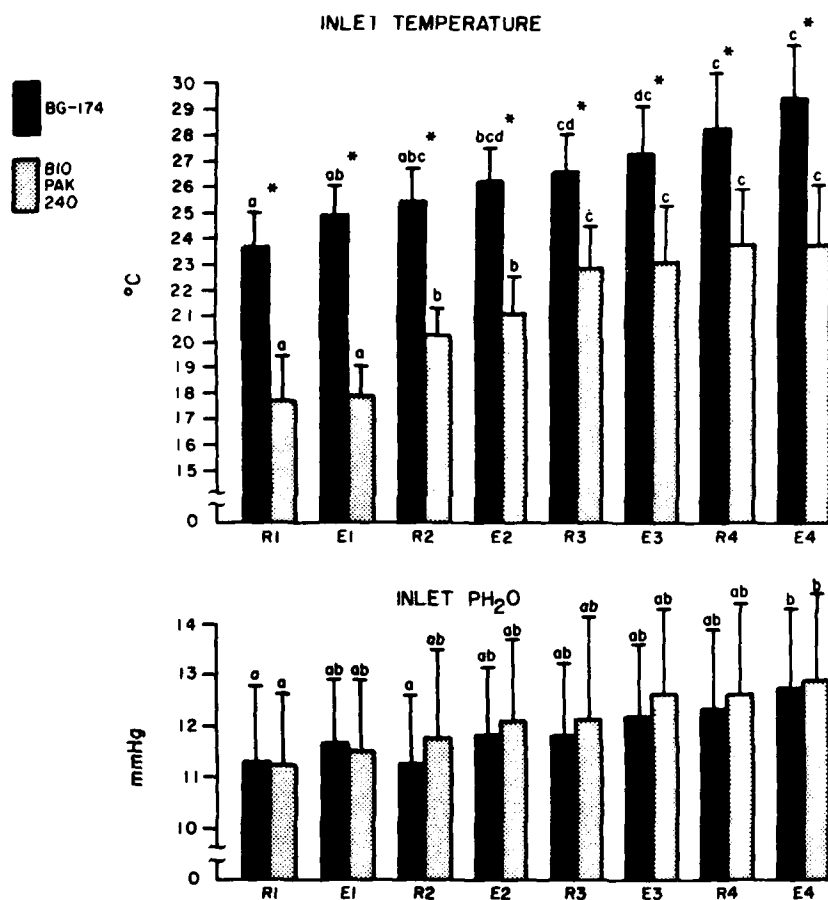 INLET TEMPERATURE
BG-174
BIO
PAK
240
°C
30
29
28
27
26
25
24
23
22
21
20
19
18
17
16
15
0
a * a
ab * a
abc * b
bcd * b
cd * c
dc * c
c * c
c * c
R1 E1 R2 E2 R3 E3 R4 E4
INLET PH₂O
mmHg
14
13
12
11
10
0
a a
ab ab
a ab
ab ab
ab ab
ab ab
ab ab
b b
R1 E1 R2 E2 R3 E3 R4 E4